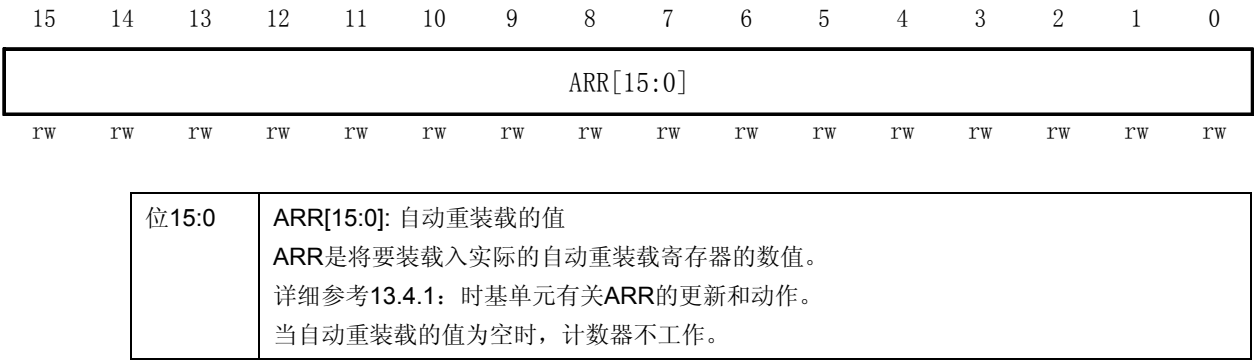 15 14 13 12 11 10 9 8 7 6 5 4 3 2 1 0
ARR[15:0]
rw rw rw rw rw rw rw rw rw rw rw rw rw rw rw rw
位15:0 ARR[15:0]: 自动重装载的值
ARR是将要装载入实际的自动重装载寄存器的数值。
详细参考13.4.1：时基单元有关ARR的更新和动作。
当自动重装载的值为空时，计数器不工作。